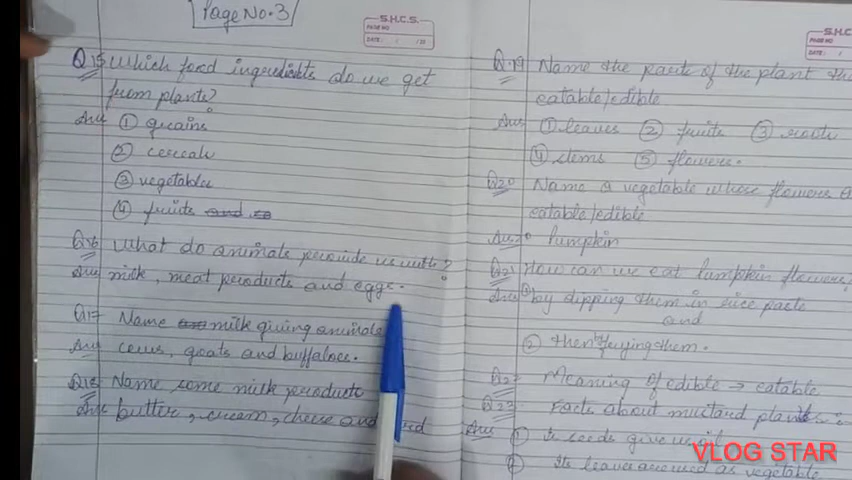 Page No. 3
S.H.C.S.
PAGE NO
DATE: / /20
Q15 Which food ingredients do we get
from plants?
Ans ① grains
② cereals
③ vegetables
④ fruits
Q16 What do animals provide us with?
Ans milk, meat products and eggs.
Q17 Name milk giving animals
Ans cows, goats and buffaloes.
Q18 Name some milk products
Ans butter, cream, cheese and
S.H.C
PAGE NO
DATE: /
Q.19 Name the parts of the plant
eatable/edible
Ans ① leaves ② fruits ③ roots
④ stems ⑤ flowers.
Q20 Name a vegetable whose flowers
eatable/edible
Ans Pumpkin
Q21 How can we eat Pumpkin flowers?
Ans ① by dipping them in rice paste
and
② then frying them.
Q22 Meaning of edible → eatable
Q23 Facts about mustard plant
Ans ① Its seeds give us oil
② Its leaves are used as vegetable
VLOG STAR